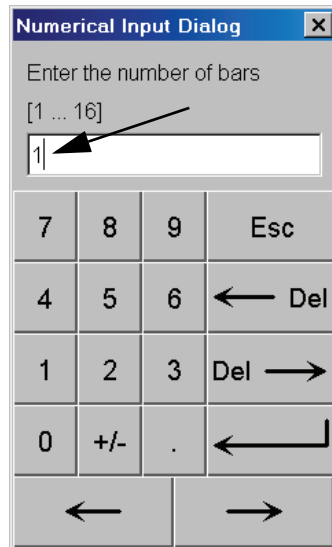 Numerical Input Dialog
Enter the number of bars
[1 ... 16]
1
7 8 9 Esc
4 5 6 ← Del
1 2 3 Del →
0 +/- .